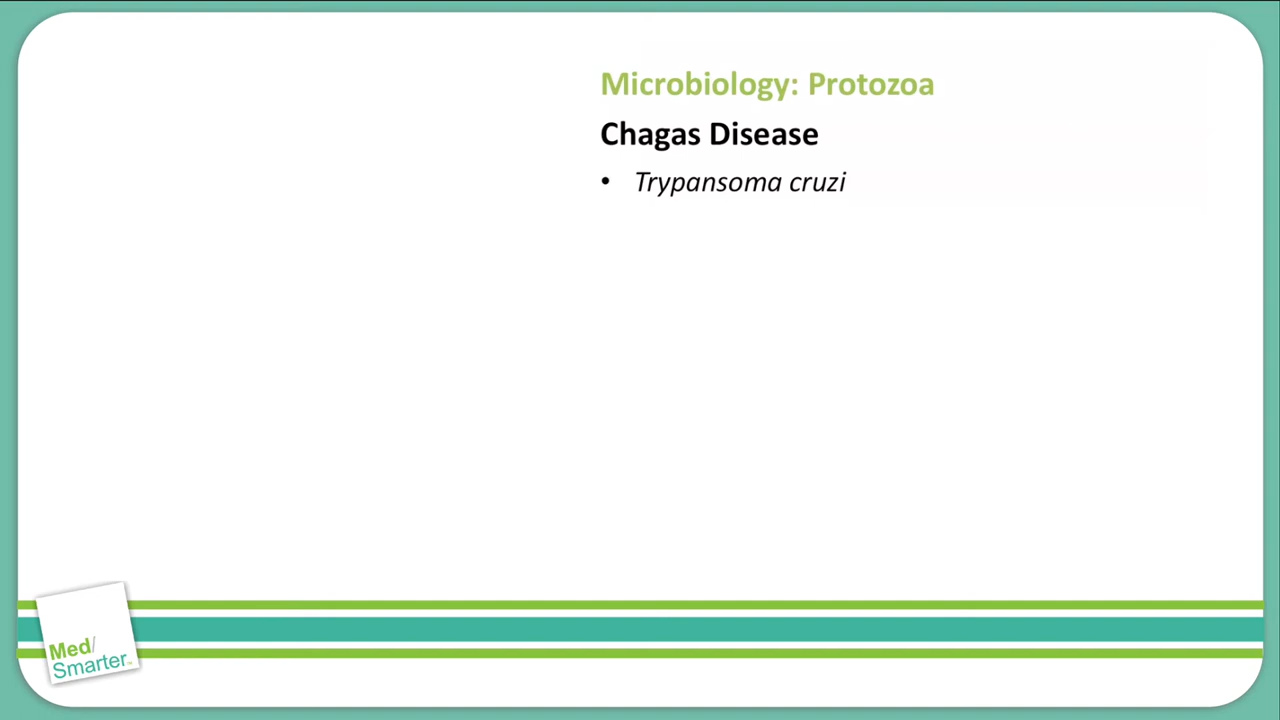 Microbiology: Protozoa
Chagas Disease
• Trypansoma cruzi
Med/
Smarter